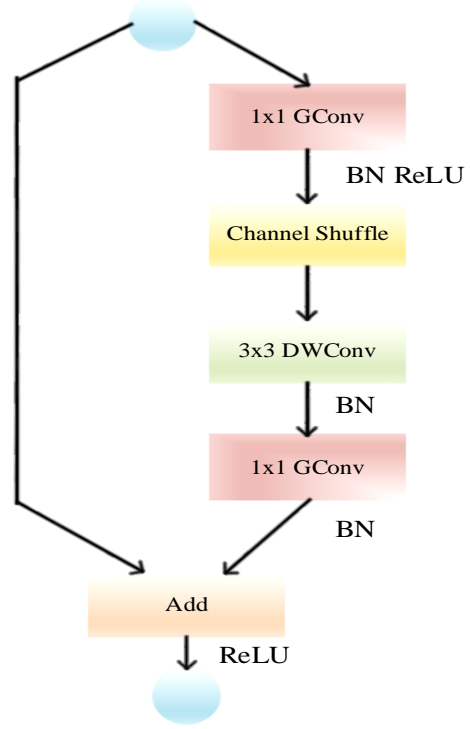 1x1 GConv
BN ReLU
Channel Shuffle
3x3 DWConv
BN
1x1 GConv
BN
Add
ReLU